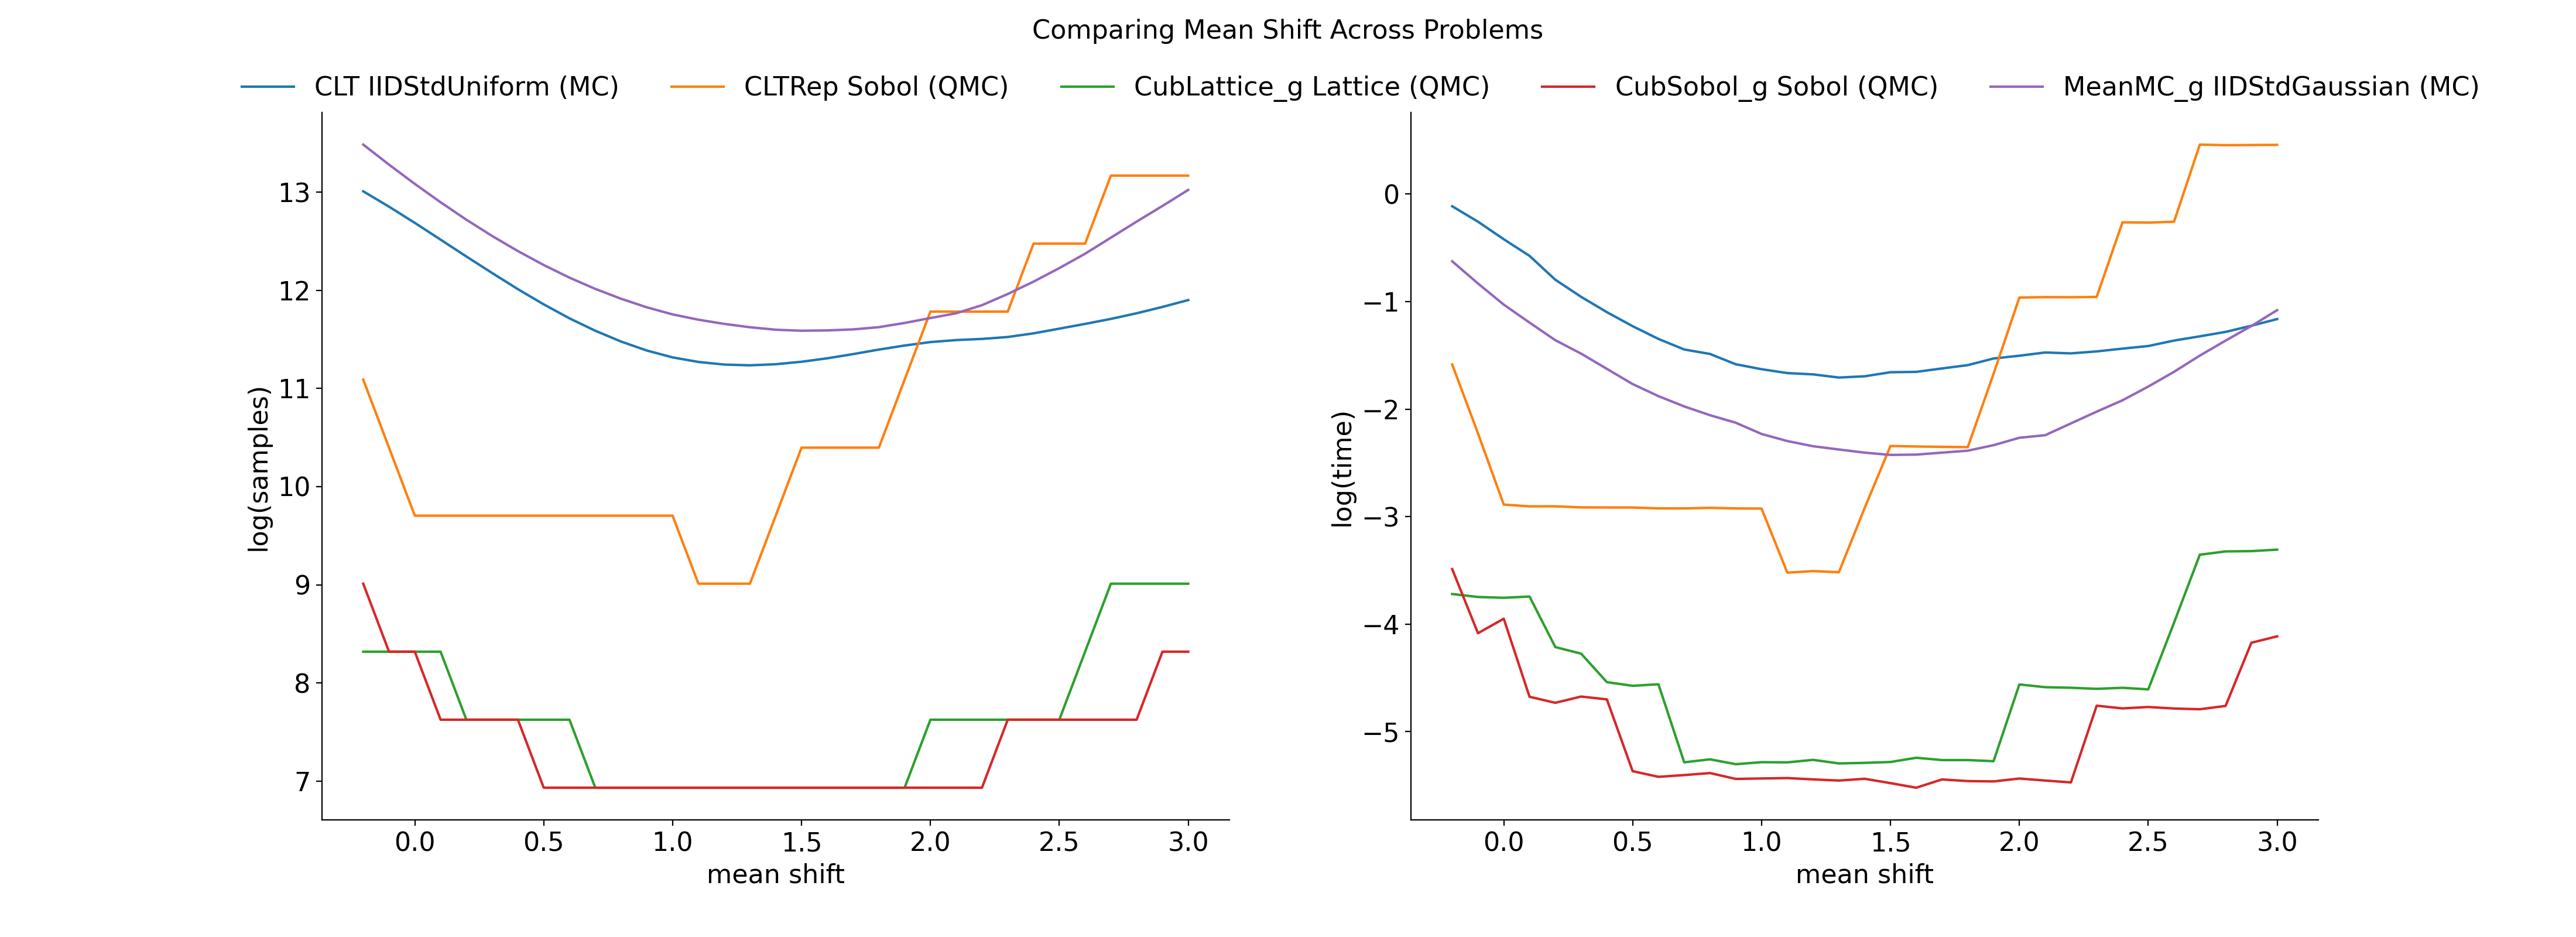 Comparing Mean Shift Across Problems
CLT IIDStdUniform (MC) CLTRep Sobol (QMC) CubLattice_g Lattice (QMC) CubSobol_g Sobol (QMC) MeanMC_g IIDStdGaussian (MC)
log(samples)
13
12
11
10
9
8
7
0.0 0.5 1.0 1.5 2.0 2.5 3.0
mean shift
log(time)
0
−1
−2
−3
−4
−5
0.0 0.5 1.0 1.5 2.0 2.5 3.0
mean shift